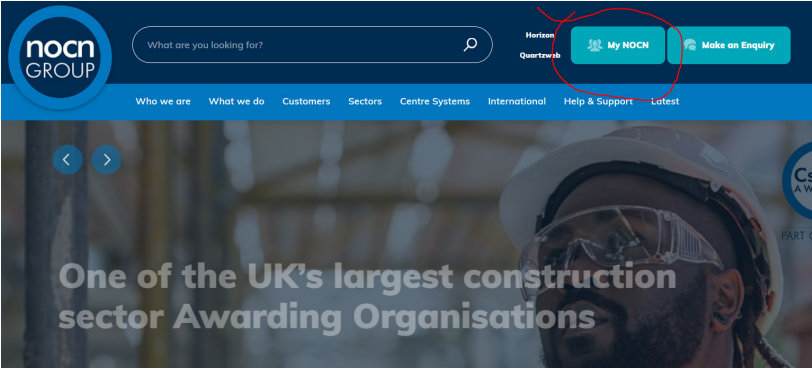 nocn
GROUP
What are you looking for?
Horizon
Quartzweb
My NOCN
Make an Enquiry
Who we are What we do Customers Sectors Centre Systems International Help & Support Latest
One of the UK's largest construction
sector Awarding Organisations